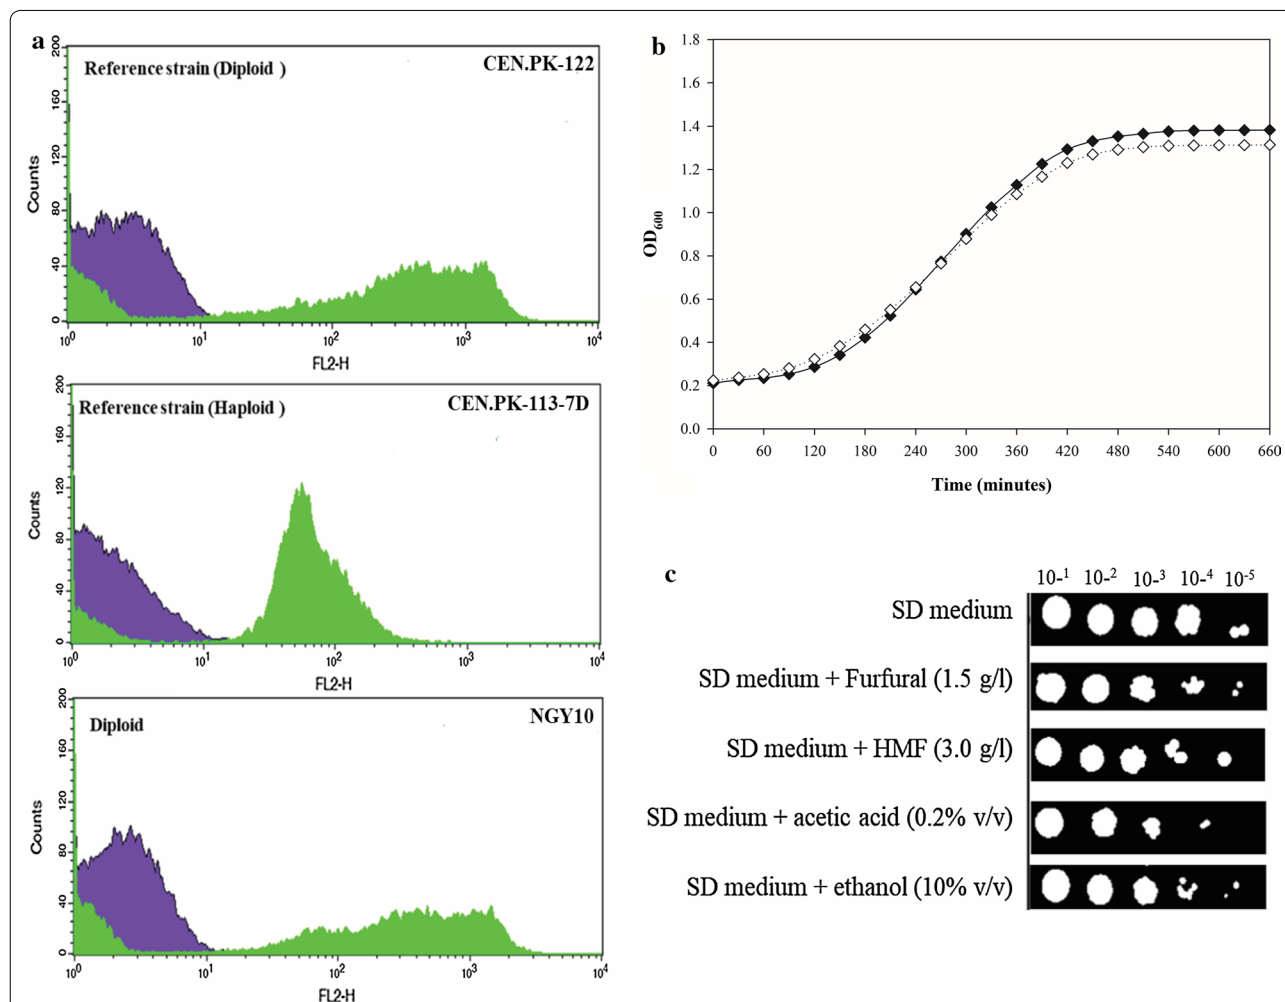 a
Reference strain (Diploid )
CEN.PK-122
Counts
200
160
120
80
40
0
10^0 10^1 10^2 10^3 10^4
FL2-H
Reference strain (Haploid )
CEN.PK-113-7D
Counts
200
160
120
80
40
0
10^0 10^1 10^2 10^3 10^4
FL2-H
Diploid
NGY10
Counts
200
160
120
80
40
0
10^0 10^1 10^2 10^3 10^4
FL2-H
b
OD600
1.8
1.6
1.4
1.2
1.0
0.8
0.6
0.4
0.2
0.0
0 60 120 180 240 300 360 420 480 540 600 660
Time (minutes)
c
10-1 10-2 10-3 10-4 10-5
SD medium
SD medium + Furfural (1.5 g/l)
SD medium + HMF (3.0 g/l)
SD medium + acetic acid (0.2% v/v)
SD medium + ethanol (10% v/v)